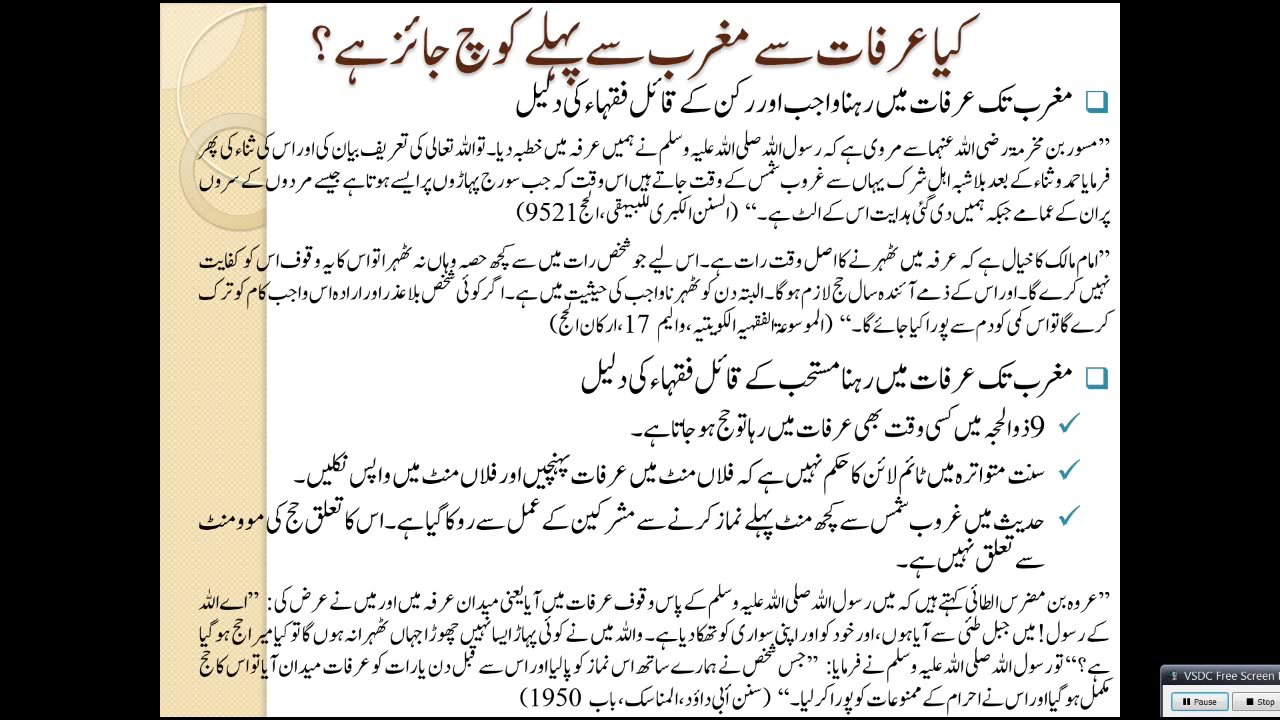 کیا عرفات سے مغرب سے پہلے کوچ جائز ہے؟
مغرب تک عرفات میں رہنا واجب اور رکن کے قائل فقہاء کی دلیل
”مسور بن مخرمۃ رضی اللہ عنہما سے مروی ہے کہ رسول اللہ صلی اللہ علیہ وسلم نے ہمیں عرفہ میں خطبہ دیا۔ تو اللہ تعالی کی تعریف بیان کی اور اس کی ثناء کی پھر
فرمایا حمد و ثناء کے بعد بلاشبہ اہل شرک یہاں سے غروب شمس کے وقت جاتے ہیں اس وقت کہ جب سورج پہاڑوں پر ایسے ہوتا ہے جیسے مردوں کے سروں
پر ان کے عمامے جبکہ ہمیں دی گئی ہدایت اس کے الٹ ہے۔“ (السنن الکبری للبیہقی، الحج 9521)
”امام مالک کا خیال ہے کہ عرفہ میں ٹھہرنے کا اصل وقت رات ہے۔ اس لیے جو شخص رات میں سے کچھ حصہ وہاں نہ ٹھہرا تو اس کا یہ وقوف اس کو کفایت
نہیں کرے گا۔ اور اس کے ذمے آئندہ سال حج لازم ہوگا۔ البتہ دن کو ٹھہرنا واجب کی حیثیت میں ہے۔ اگر کوئی شخص بلا عذر اور ارادہ اس واجب کام کو ترک
کرے گا تو اس کمی کو دم سے پورا کیا جائے گا۔“ (الموسوعۃ الفقہیہ الکویتیہ، والیم 17، ارکان الحج)
مغرب تک عرفات میں رہنا مستحب کے قائل فقہاء کی دلیل
9 ذوالحجہ میں کسی وقت بھی عرفات میں رہا تو حج ہو جاتا ہے۔
سنت متواترہ میں ٹائم لائن کا حکم نہیں ہے کہ فلاں منٹ میں عرفات پہنچیں اور فلاں منٹ میں واپس نکلیں۔
حدیث میں غروب شمس سے کچھ منٹ پہلے نماز کرنے سے مشرکین کے عمل سے روکا گیا ہے۔ اس کا تعلق حج کی موومنٹ
سے تعلق نہیں ہے۔
”عروہ بن مضرس الطائی کہتے ہیں کہ میں رسول اللہ صلی اللہ علیہ وسلم کے پاس وقوف عرفات میں آیا یعنی میدان عرفہ میں اور میں نے عرض کی: ”اے اللہ
کے رسول! میں جبل طئی سے آیا ہوں، اور خود کو اور اپنی سواری کو تھکا دیا ہے۔ واللہ میں نے کوئی پہاڑ ایسا نہیں چھوڑا جہاں ٹھہرا نہ ہوں گا تو کیا میرا حج ہو گیا
ہے؟“ تو رسول اللہ صلی اللہ علیہ وسلم نے فرمایا: ”جس شخص نے ہمارے ساتھ اس نماز کو پا لیا اور اس سے قبل دن یا رات کو عرفات میدان آیا تو اس کا حج
مکمل ہو گیا اور اس نے احرام کے ممنوعات کو پورا کر لیا۔“ (سنن أبی داؤد، المناسک، باب 1950)
VSDC Free Screen
Pause
Stop